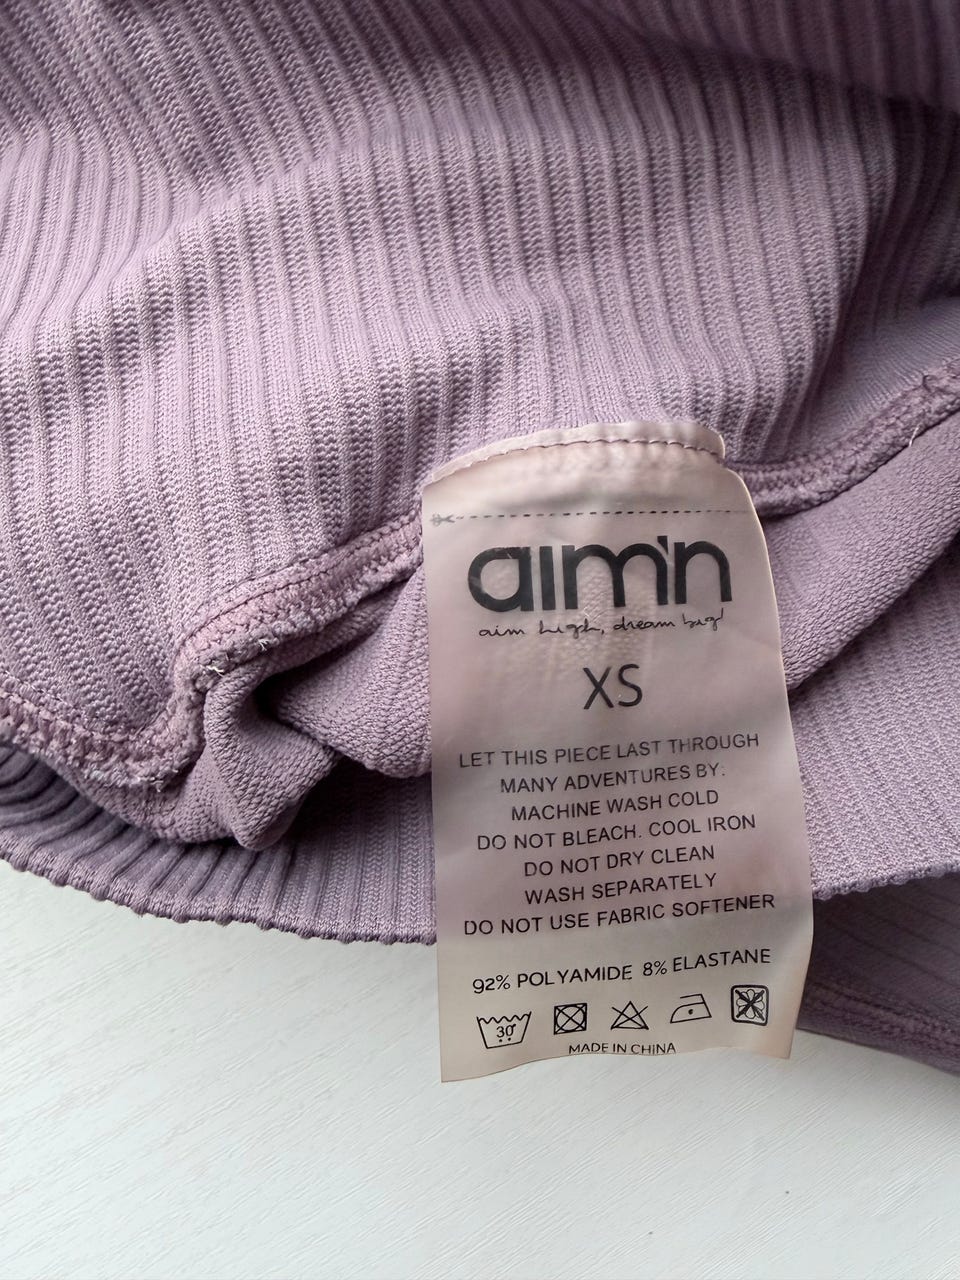 aim'n
aim high, dream big!
XS
LET THIS PIECE LAST THROUGH
MANY ADVENTURES BY:
MACHINE WASH COLD
DO NOT BLEACH. COOL IRON
DO NOT DRY CLEAN
WASH SEPARATELY
DO NOT USE FABRIC SOFTENER
92% POLYAMIDE 8% ELASTANE
30°
MADE IN CHINA